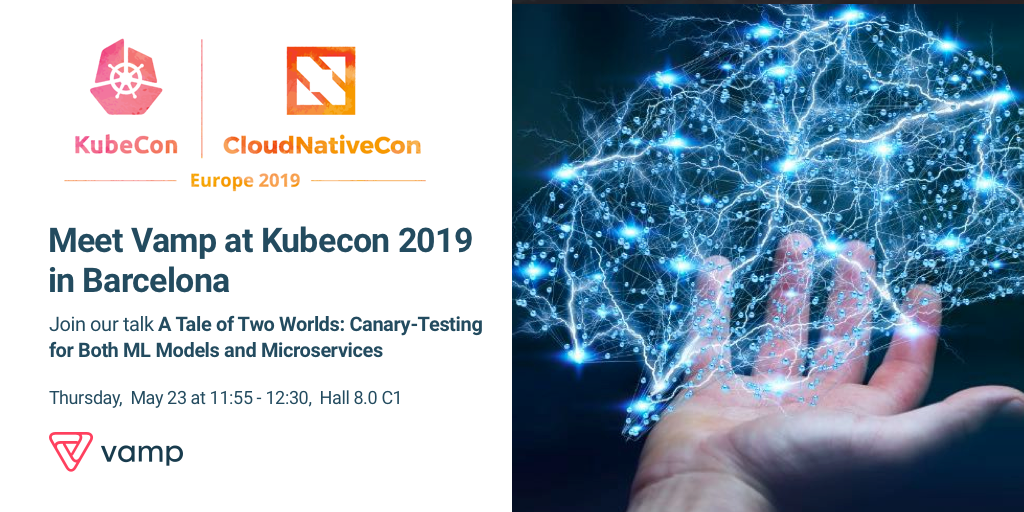 KubeCon
CloudNativeCon
Europe 2019
Meet Vamp at Kubecon 2019
in Barcelona
Join our talk A Tale of Two Worlds: Canary-Testing
for Both ML Models and Microservices
Thursday, May 23 at 11:55 - 12:30, Hall 8.0 C1
vamp